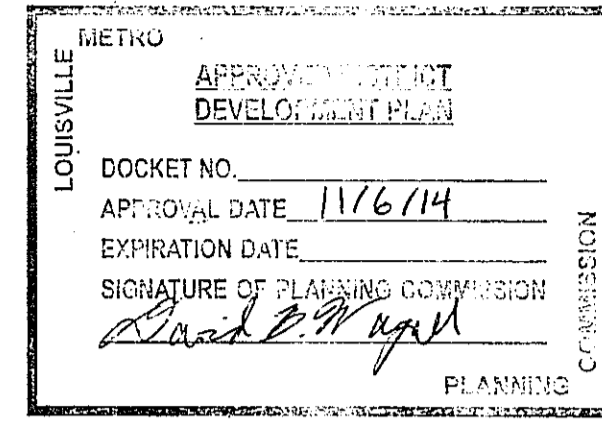 LOUISVILLE
METRO
APPROVED DISTRICT
DEVELOPMENT PLAN
DOCKET NO.
APPROVAL DATE 11/6/14
EXPIRATION DATE
SIGNATURE OF PLANNING COMMISSION
David B.
PLANNING
COMMISSION